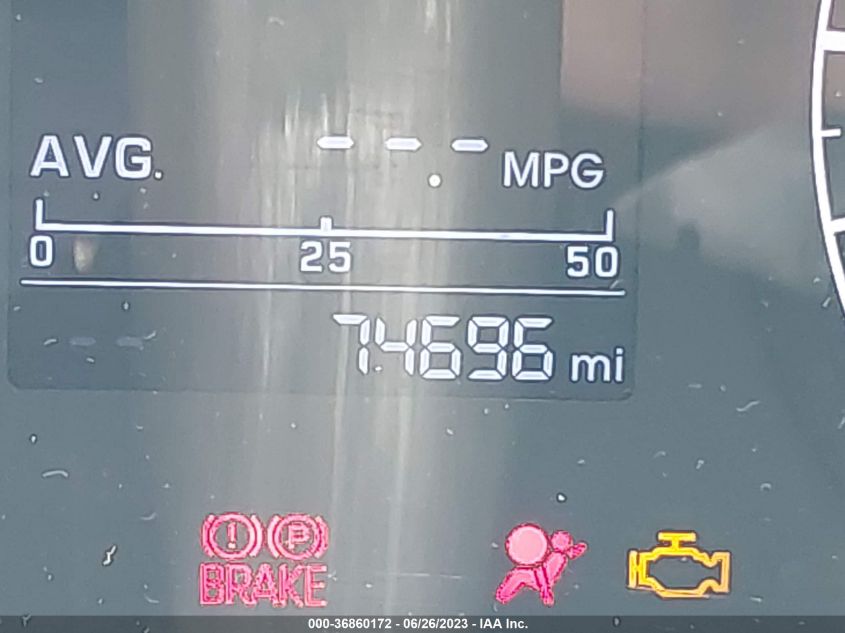 AVG. --.- MPG
0 25 50
-- 74696 mi
(!) (P)
BRAKE
000-36860172 - 06/26/2023 - IAA Inc.